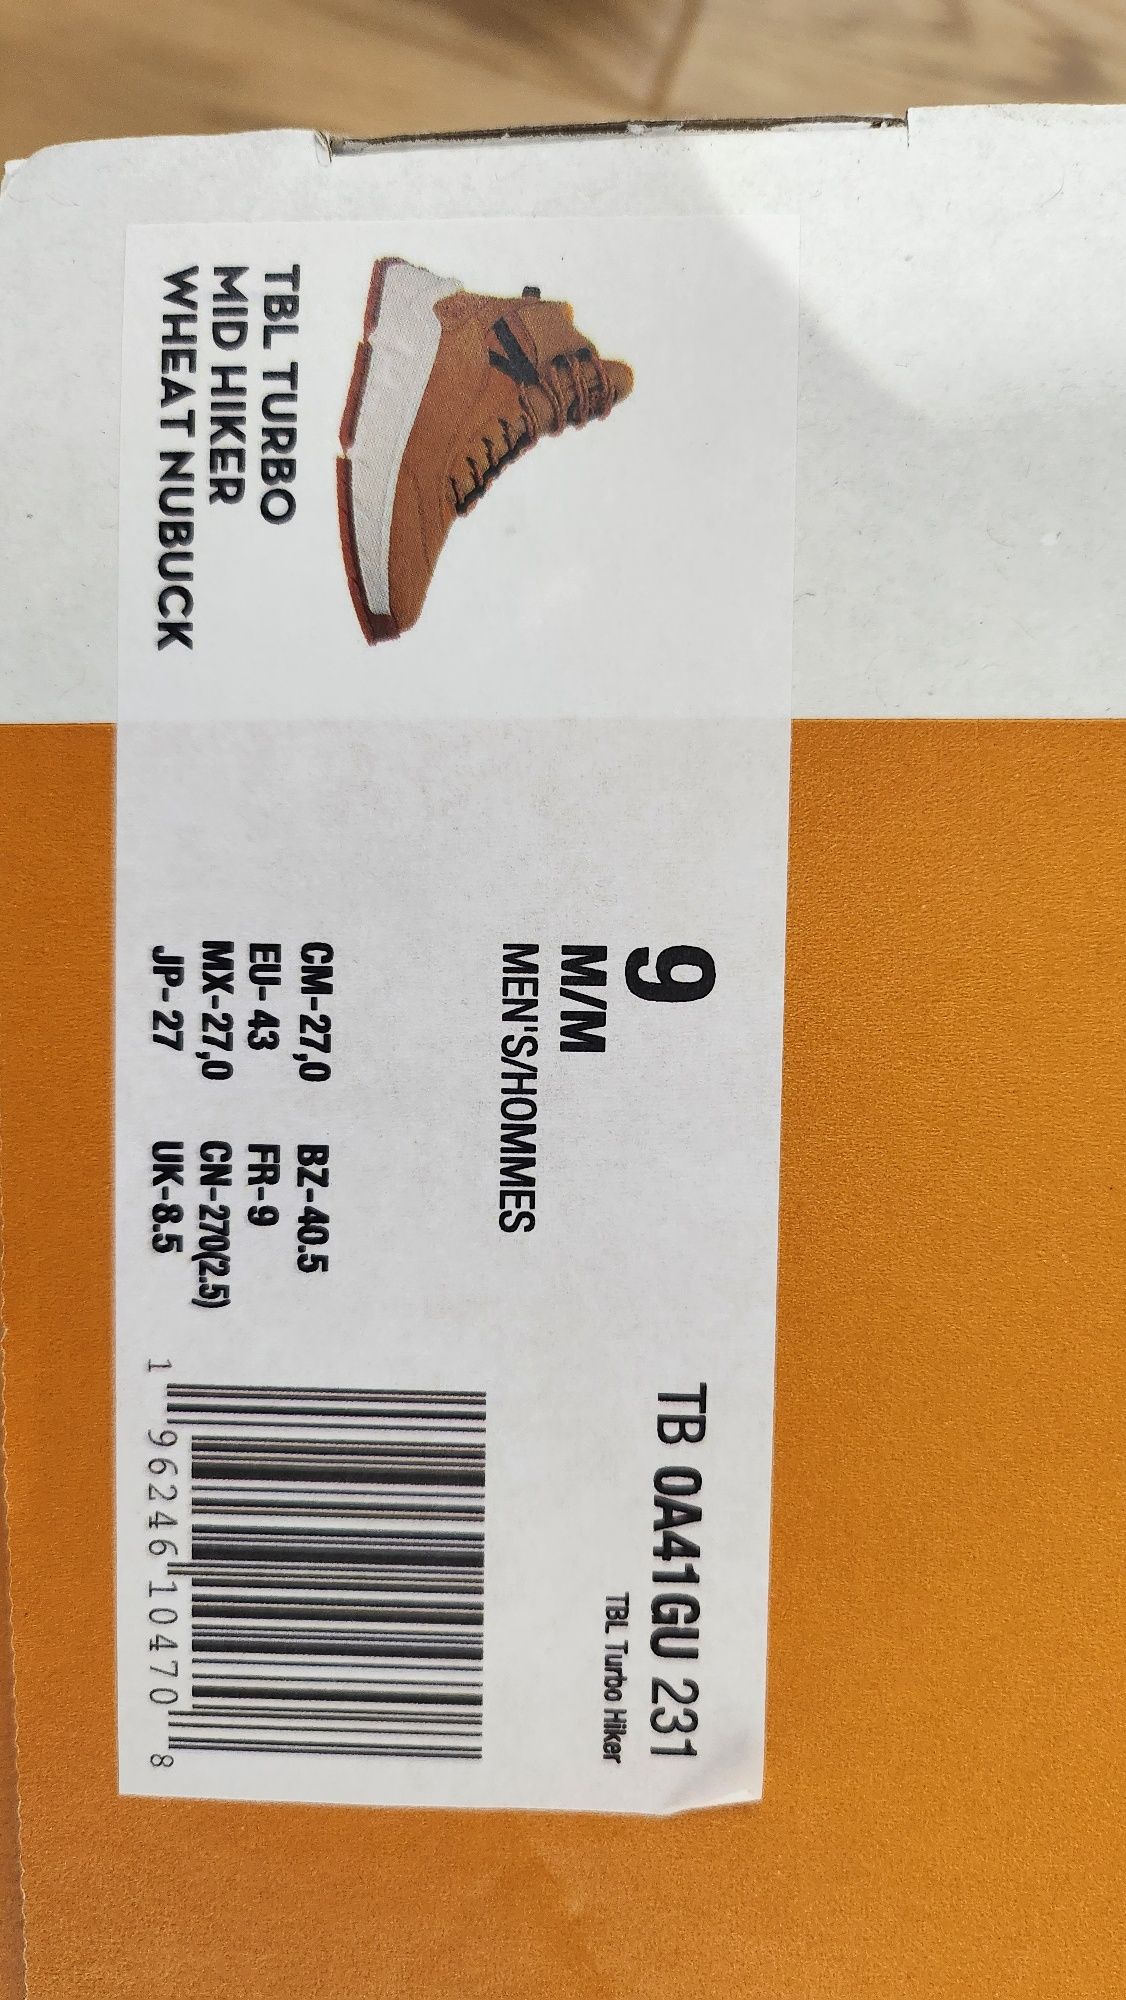 TBL TURBO
MID HIKER
WHEAT NUBUCK
9
M/M
MEN'S/HOMMES
CM-27,0 BZ-40.5
EU-43 FR-9
MX-27,0 CN-270(2.5)
JP-27 UK-8.5
TB 0A41GU 231
TBL Turbo Hiker
1 96246 10470 8